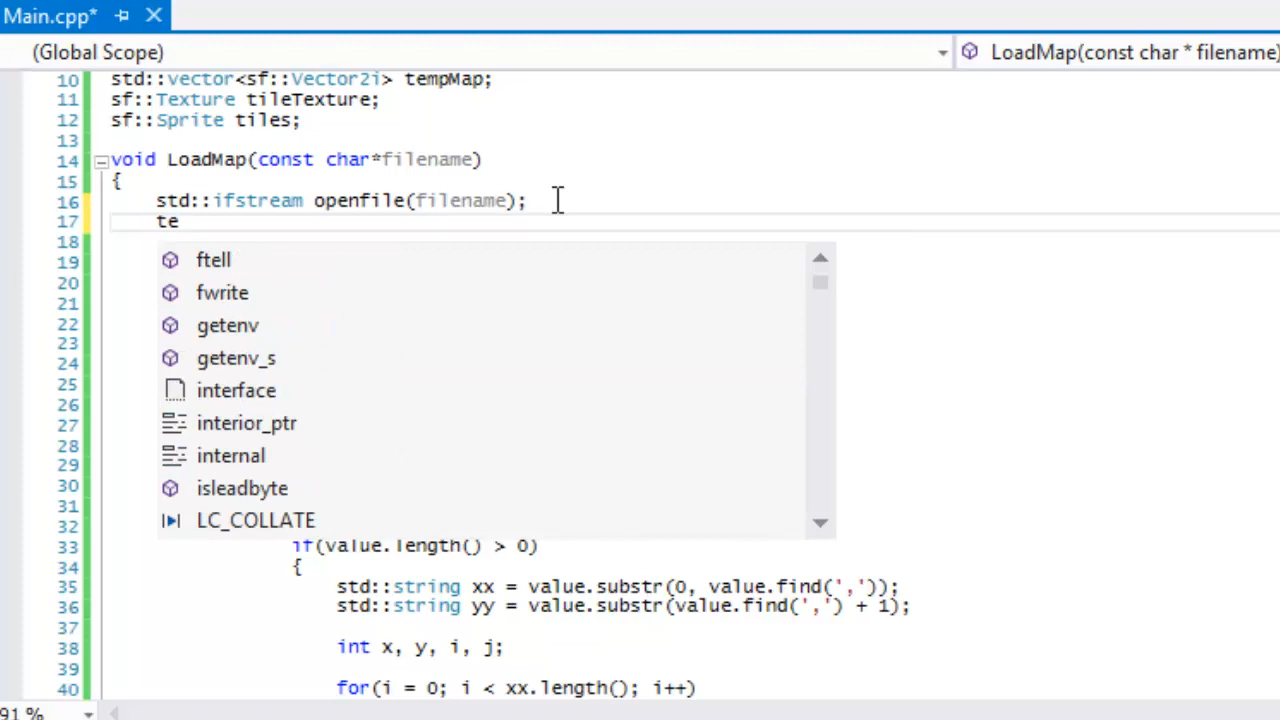 Main.cpp*
(Global Scope) LoadMap(const char * filename)
10 std::vector<sf::Vector2i> tempMap;
11 sf::Texture tileTexture;
12 sf::Sprite tiles;
13
14 void LoadMap(const char*filename)
15 {
16 std::ifstream openfile(filename);
17 te
18
19 ftell
20 fwrite
21
22 getenv
23 getenv_s
24
25 interface
26
27 interior_ptr
28 internal
29
30 isleadbyte
31
32 LC_COLLATE
33 if(value.length() > 0)
34 {
35 std::string xx = value.substr(0, value.find(','));
36 std::string yy = value.substr(value.find(',') + 1);
37
38 int x, y, i, j;
39
40 for(i = 0; i < xx.length(); i++)
91 %